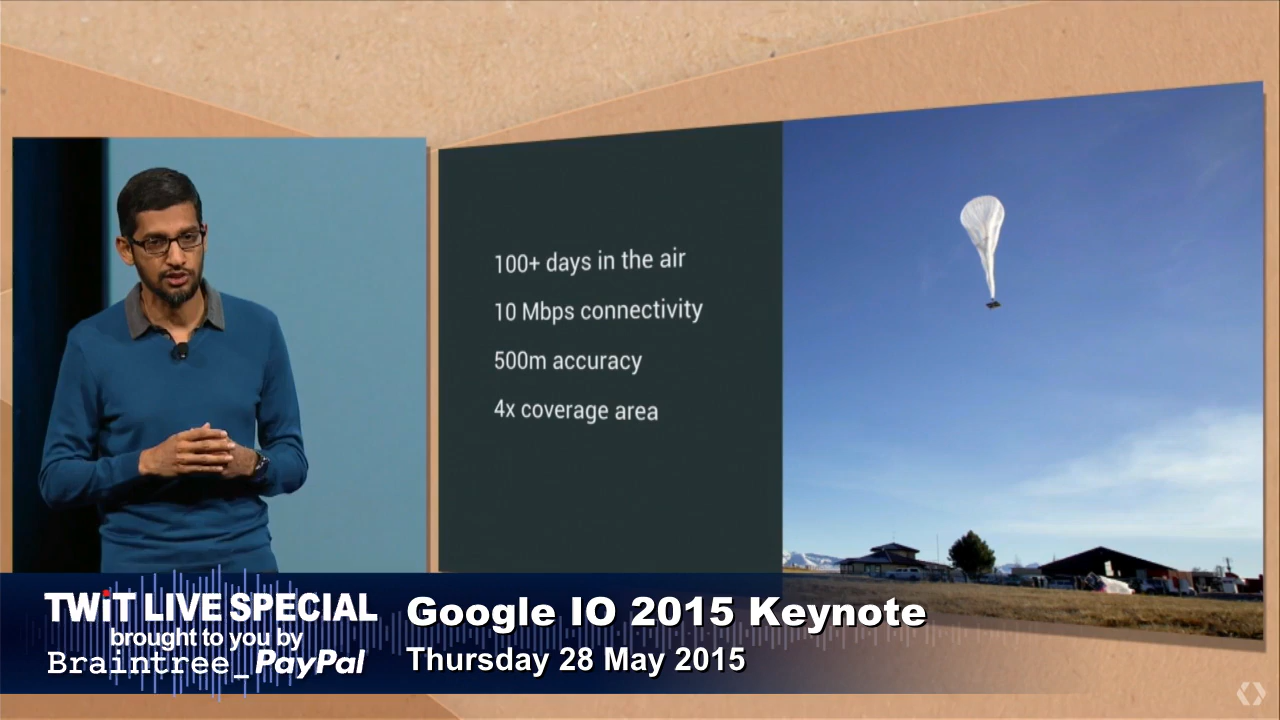 100+ days in the air
10 Mbps connectivity
500m accuracy
4x coverage area
TWiT LIVE SPECIAL
brought to you by
Braintree_PayPal
Google IO 2015 Keynote
Thursday 28 May 2015